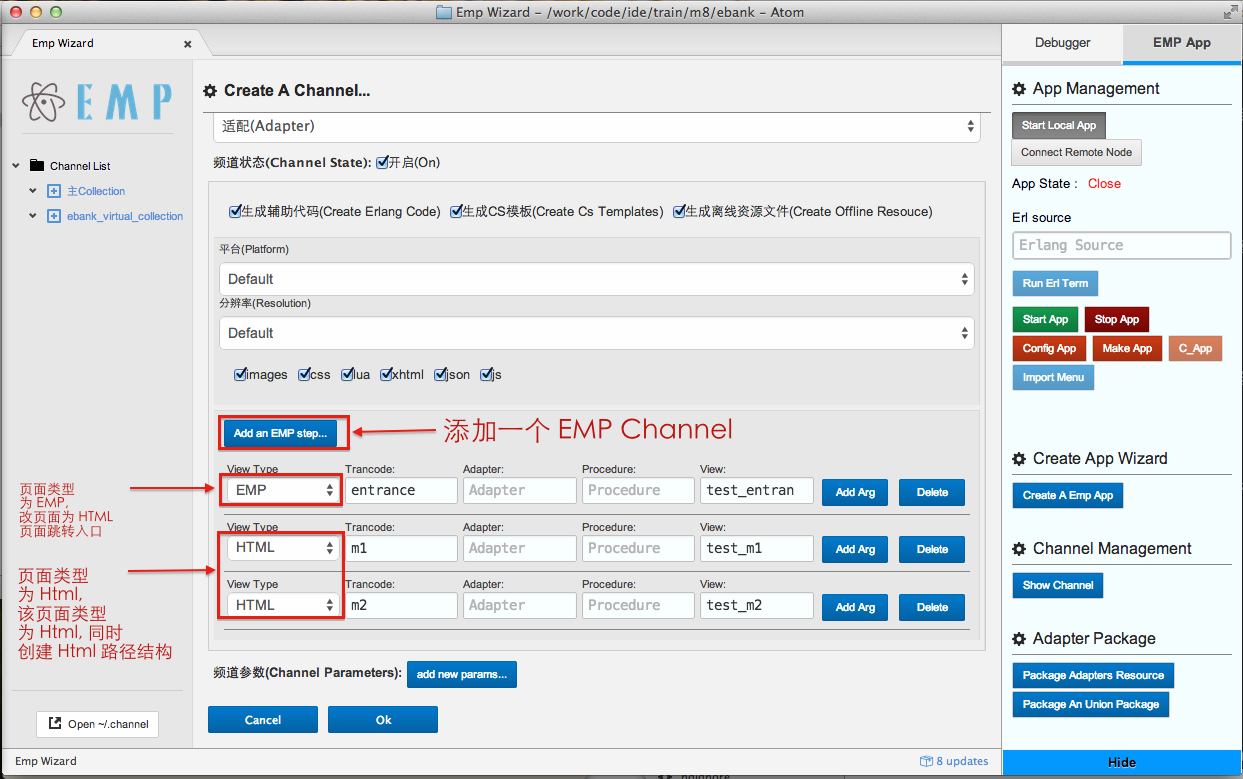 Emp Wizard – /work/code/ide/train/m8/ebank – Atom
Emp Wizard
Debugger
EMP App
EMP
Channel List
主Collection
ebank_virtual_collection
页面类型
为 EMP,
改页面为 HTML
页面跳转入口
页面类型
为 Html,
该页面类型
为 Html, 同时
创建 Html 路径结构
Open ~/.channel
Create A Channel...
适配(Adapter)
频道状态(Channel State): 开启(On)
生成辅助代码(Create Erlang Code) 生成CS模板(Create Cs Templates) 生成离线资源文件(Create Offline Resouce)
平台(Platform)
Default
分辨率(Resolution)
Default
images css lua xhtml json js
Add an EMP step...
添加一个 EMP Channel
View Type Trancode: Adapter: Procedure: View:
EMP entrance Adapter Procedure test_entran Add Arg Delete
View Type Trancode: Adapter: Procedure: View:
HTML m1 Adapter Procedure test_m1 Add Arg Delete
View Type Trancode: Adapter: Procedure: View:
HTML m2 Adapter Procedure test_m2 Add Arg Delete
频道参数(Channel Parameters): add new params...
Cancel Ok
App Management
Start Local App
Connect Remote Node
App State : Close
Erl source
Erlang Source
Run Erl Term
Start App Stop App
Config App Make App C_App
Import Menu
Create App Wizard
Create A Emp App
Channel Management
Show Channel
Adapter Package
Package Adapters Resource
Package An Union Package
Hide
Emp Wizard
8 updates